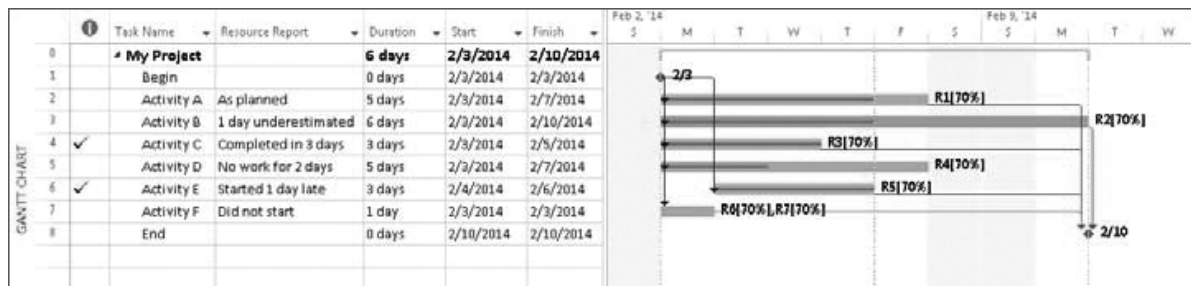 Feb 2, '14 Feb 9, '14
Task Name Resource Report Duration Start Finish S M T W T F S S M T W
0 My Project 6 days 2/3/2014 2/10/2014
1 Begin 0 days 2/3/2014 2/3/2014 2/3
2 Activity A As planned 5 days 2/3/2014 2/7/2014 R1[70%]
3 Activity B 1 day underestimated 6 days 2/3/2014 2/10/2014 R2[70%]
4 Activity C Completed in 3 days 3 days 2/3/2014 2/5/2014 R3[70%]
5 Activity D No work for 2 days 5 days 2/3/2014 2/7/2014 R4[70%]
6 Activity E Started 1 day late 3 days 2/4/2014 2/6/2014 R5[70%]
7 Activity F Did not start 1 day 2/3/2014 2/3/2014 R6[70%],R7[70%]
8 End 0 days 2/10/2014 2/10/2014 2/10
GANTT CHART